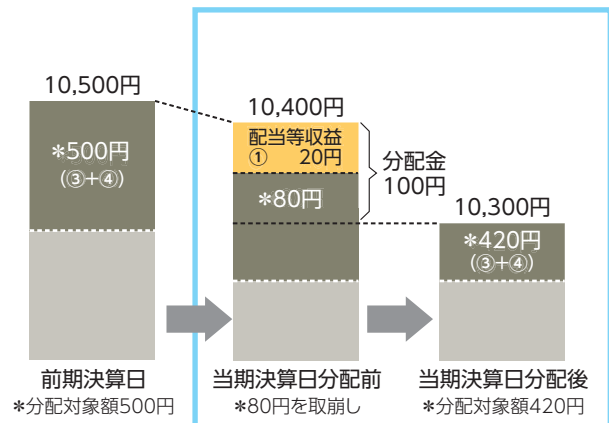 10,500円
*500円
(③+④)
前期決算日
*分配対象額500円
10,400円
配当等収益
① 20円
*80円
分配金
100円
当期決算日分配前
*80円を取崩し
10,300円
*420円
(③+④)
当期決算日分配後
*分配対象額420円